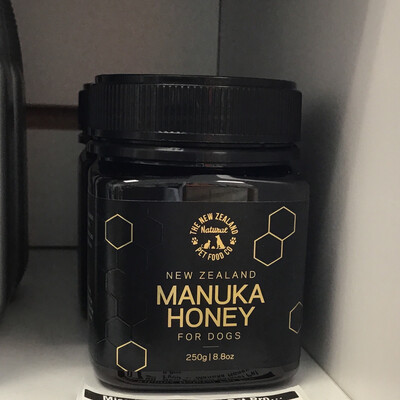 THE NEW ZEALAND
Natural
PET FOOD CO
NEW ZEALAND
MANUKA
HONEY
FOR DOGS
250g | 8.8oz